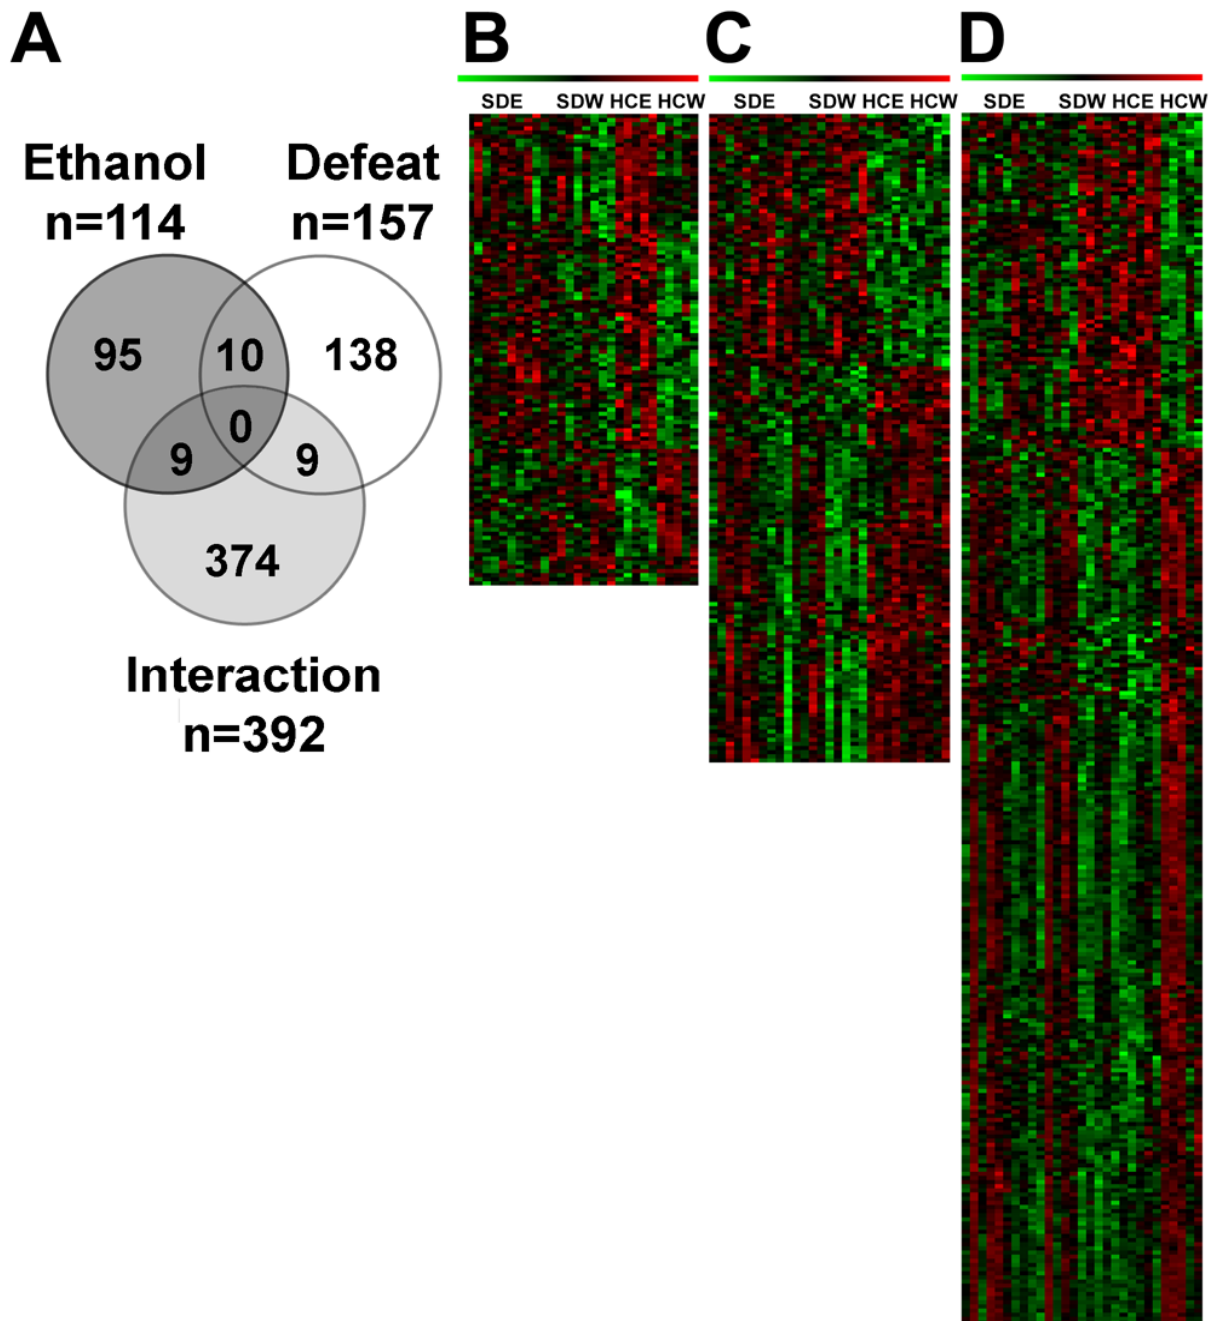 A
Ethanol
n=114
Defeat
n=157
95
10
138
0
9
9
374
Interaction
n=392
B
SDE SDW HCE HCW
C
SDE SDW HCE HCW
D
SDE SDW HCE HCW